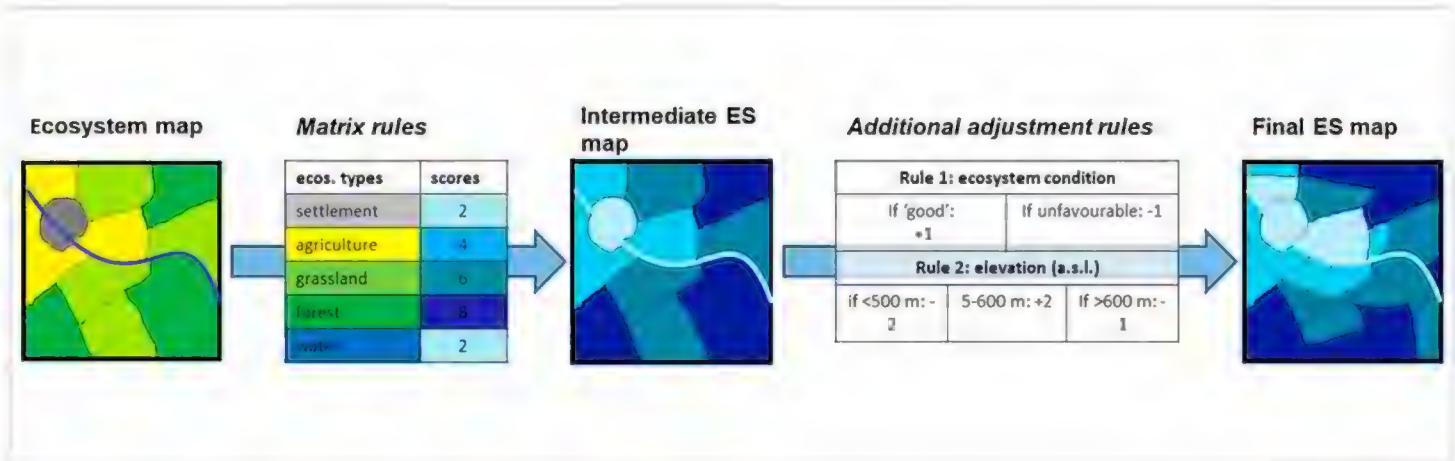 Ecosystem map
Matrix rules
ecos. types scores
settlement 2
agriculture 4
grassland 6
forest 8
water 2
Intermediate ES
map
Additional adjustment rules
Rule 1: ecosystem condition
If 'good':
+1
If unfavourable: -1
Rule 2: elevation (a.s.l.)
if <500 m: -
2
5-600 m: +2
If >600 m: -
1
Final ES map